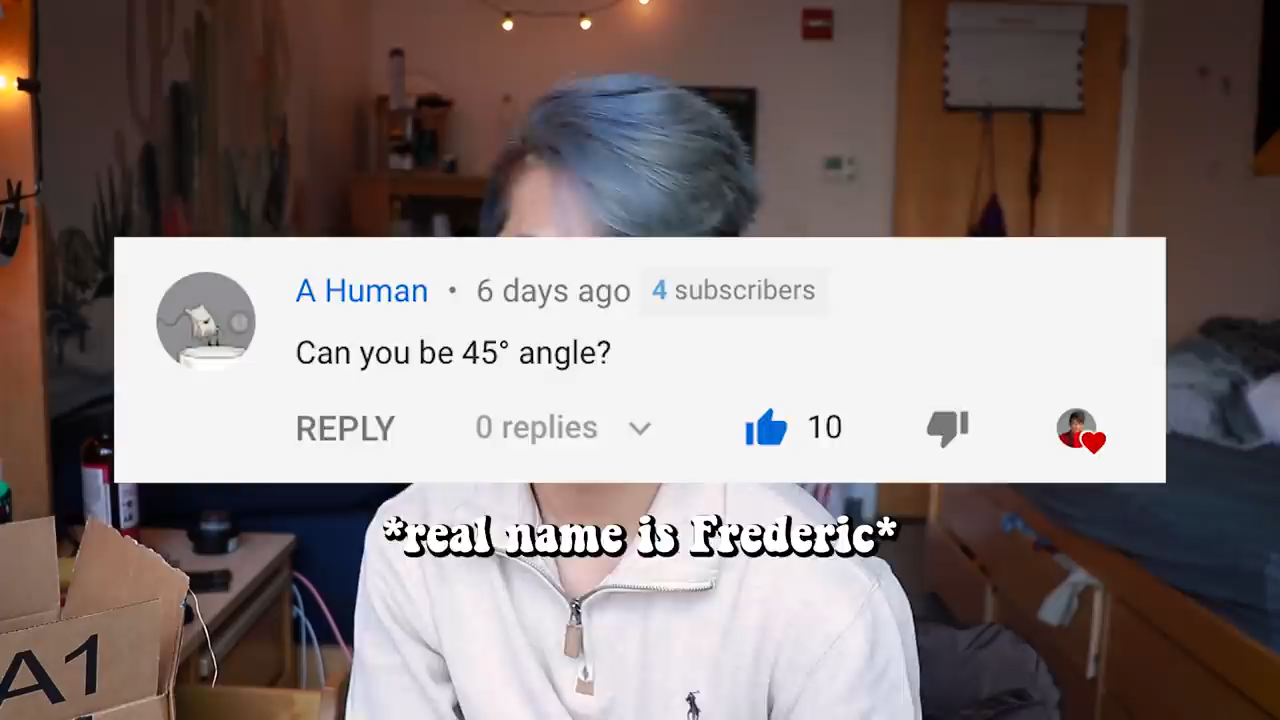 A Human • 6 days ago 4 subscribers
Can you be 45° angle?
REPLY 0 replies 10
*real name is Frederic*
A1